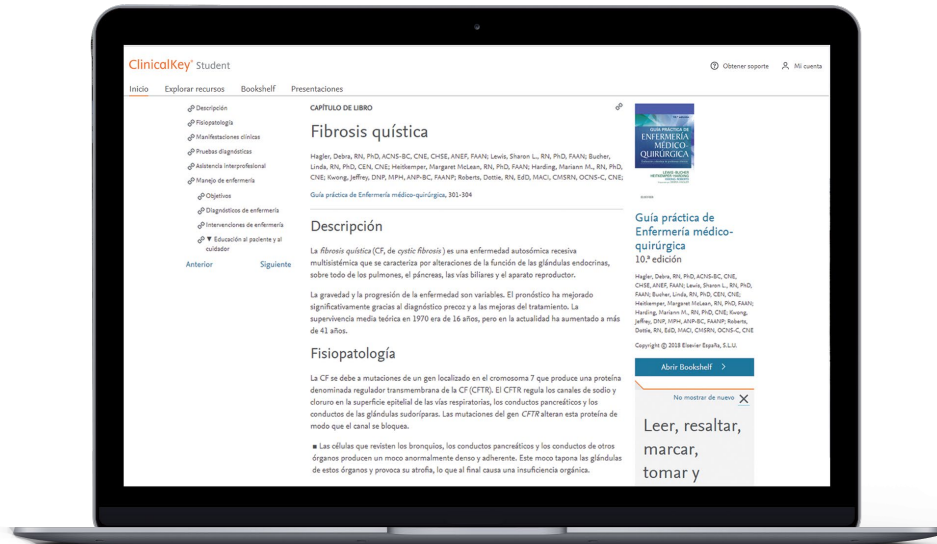 ClinicalKey® Student
Obtener soporte
Mi cuenta
Inicio
Explorar recursos
Bookshelf
Presentaciones
Descripción
Fisiopatología
Manifestaciones clínicas
Pruebas diagnósticas
Asistencia interprofesional
Manejo de enfermería
Objetivos
Diagnósticos de enfermería
Intervenciones de enfermería
▼ Educación al paciente y al
cuidador
Anterior
Siguiente
CAPÍTULO DE LIBRO
Fibrosis quística
Hagler, Debra, RN, PhD, ACNS-BC, CNE, CHSE, ANEF, FAAN; Lewis, Sharon L., RN, PhD, FAAN; Bucher,
Linda, RN, PhD, CEN, CNE; Heitkemper, Margaret McLean, RN, PhD, FAAN; Harding, Mariann M., RN, PhD,
CNE; Kwong, Jeffrey, DNP, MPH, ANP-BC, FAANP; Roberts, Dottie, RN, EdD, MACI, CMSRN, OCNS-C, CNE;
Guía práctica de Enfermería médico-quirúrgica, 301-304
Descripción
La fibrosis quística (CF, de cystic fibrosis ) es una enfermedad autosómica recesiva
multisistémica que se caracteriza por alteraciones de la función de las glándulas endocrinas,
sobre todo de los pulmones, el páncreas, las vías biliares y el aparato reproductor.
La gravedad y la progresión de la enfermedad son variables. El pronóstico ha mejorado
significativamente gracias al diagnóstico precoz y a las mejoras del tratamiento. La
supervivencia media teórica en 1970 era de 16 años, pero en la actualidad ha aumentado a más
de 41 años.
Fisiopatología
La CF se debe a mutaciones de un gen localizado en el cromosoma 7 que produce una proteína
denominada regulador transmembrana de la CF (CFTR). El CFTR regula los canales de sodio y
cloruro en la superficie epitelial de las vías respiratorias, los conductos pancreáticos y los
conductos de las glándulas sudoríparas. Las mutaciones del gen CFTR alteran esta proteína de
modo que el canal se bloquea.
■ Las células que revisten los bronquios, los conductos pancreáticos y los conductos de otros
órganos producen un moco anormalmente denso y adherente. Este moco tapona las glándulas
de estos órganos y provoca su atrofia, lo que al final causa una insuficiencia orgánica.
GUÍA PRÁCTICA DE
ENFERMERÍA
MÉDICO-
QUIRÚRGICA
LEWIS BUCHER
HEITKEMPER HARDING
Guía práctica de
Enfermería médico-
quirúrgica
10.ª edición
Hagler, Debra, RN, PhD, ACNS-BC, CNE,
CHSE, ANEF, FAAN; Lewis, Sharon L., RN, PhD,
FAAN; Bucher, Linda, RN, PhD, CEN, CNE;
Heitkemper, Margaret McLean, RN, PhD, FAAN;
Harding, Mariann M., RN, PhD, CNE; Kwong,
Jeffrey, DNP, MPH, ANP-BC, FAANP; Roberts,
Dottie, RN, EdD, MACI, CMSRN, OCNS-C, CNE
Copyright © 2018 Elsevier España, S.L.U.
Abrir Bookshelf >
No mostrar de nuevo
Leer, resaltar,
marcar,
tomar y